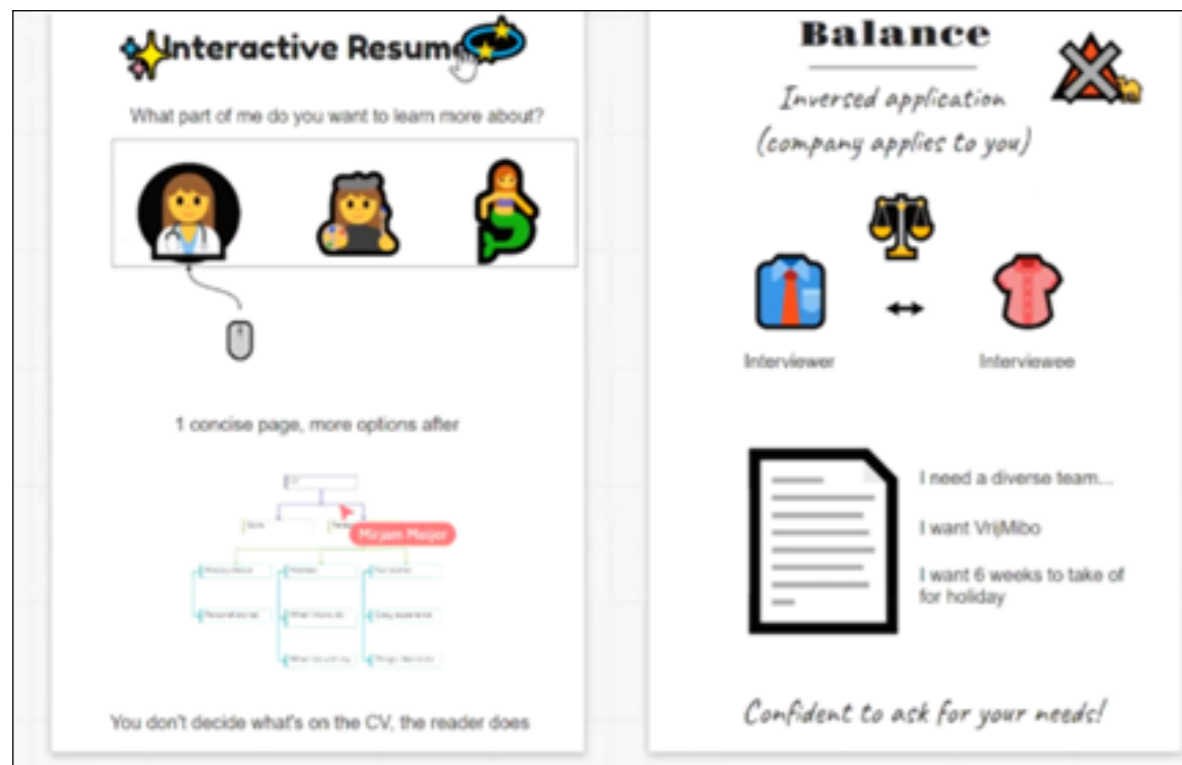 Interactive Resume
What part of me do you want to learn more about?
1 concise page, more options after
Mirjam Meijer
You don't decide what's on the CV, the reader does
Balance
Inversed application
(company applies to you)
Interviewer
Interviewee
I need a diverse team...
I want VrijMibo
I want 6 weeks to take of
for holiday
Confident to ask for your needs!